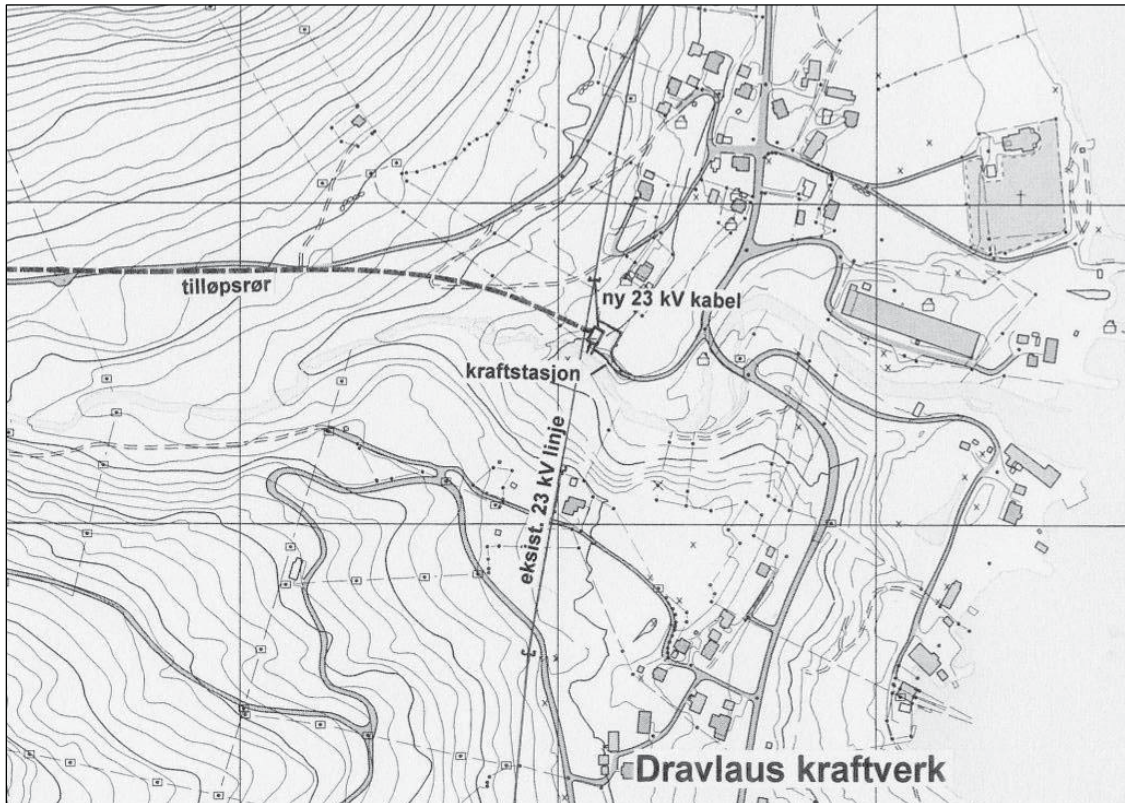 tilløpsrør
ny 23 kV kabel
kraftstasjon
eksist. 23 kV linje
Dravlaus kraftverk